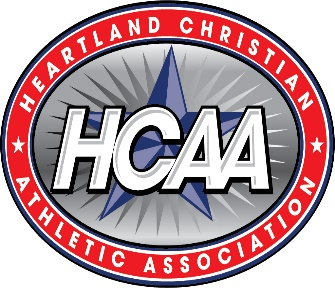 HEARTLAND CHRISTIAN
HCAA
ATHLETIC ASSOCIATION